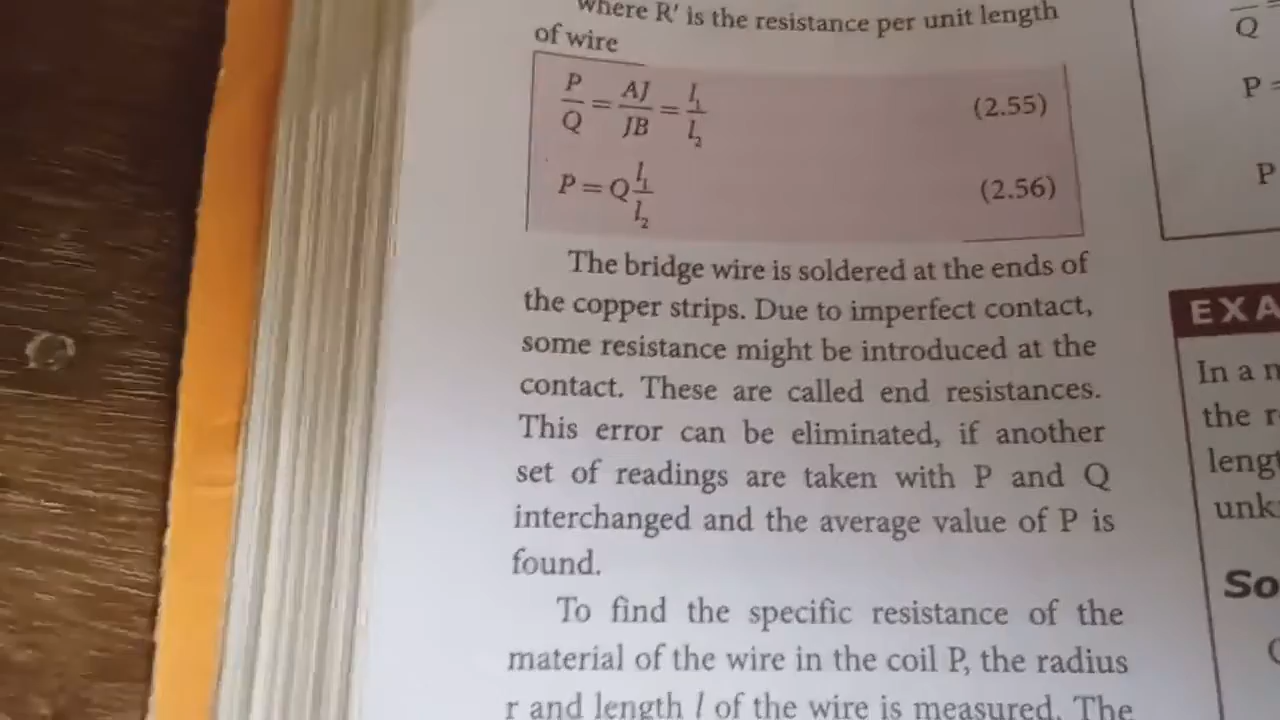 where R′ is the resistance per unit length
of wire
P/Q = AJ/JB = l₁/l₂ (2.55)
P = Q l₁/l₂ (2.56)
The bridge wire is soldered at the ends of
the copper strips. Due to imperfect contact,
some resistance might be introduced at the
contact. These are called end resistances.
This error can be eliminated, if another
set of readings are taken with P and Q
interchanged and the average value of P is
found.
To find the specific resistance of the
material of the wire in the coil P, the radius
r and length l of the wire is measured. The
Q
P =
P
EXA
In a
the
So